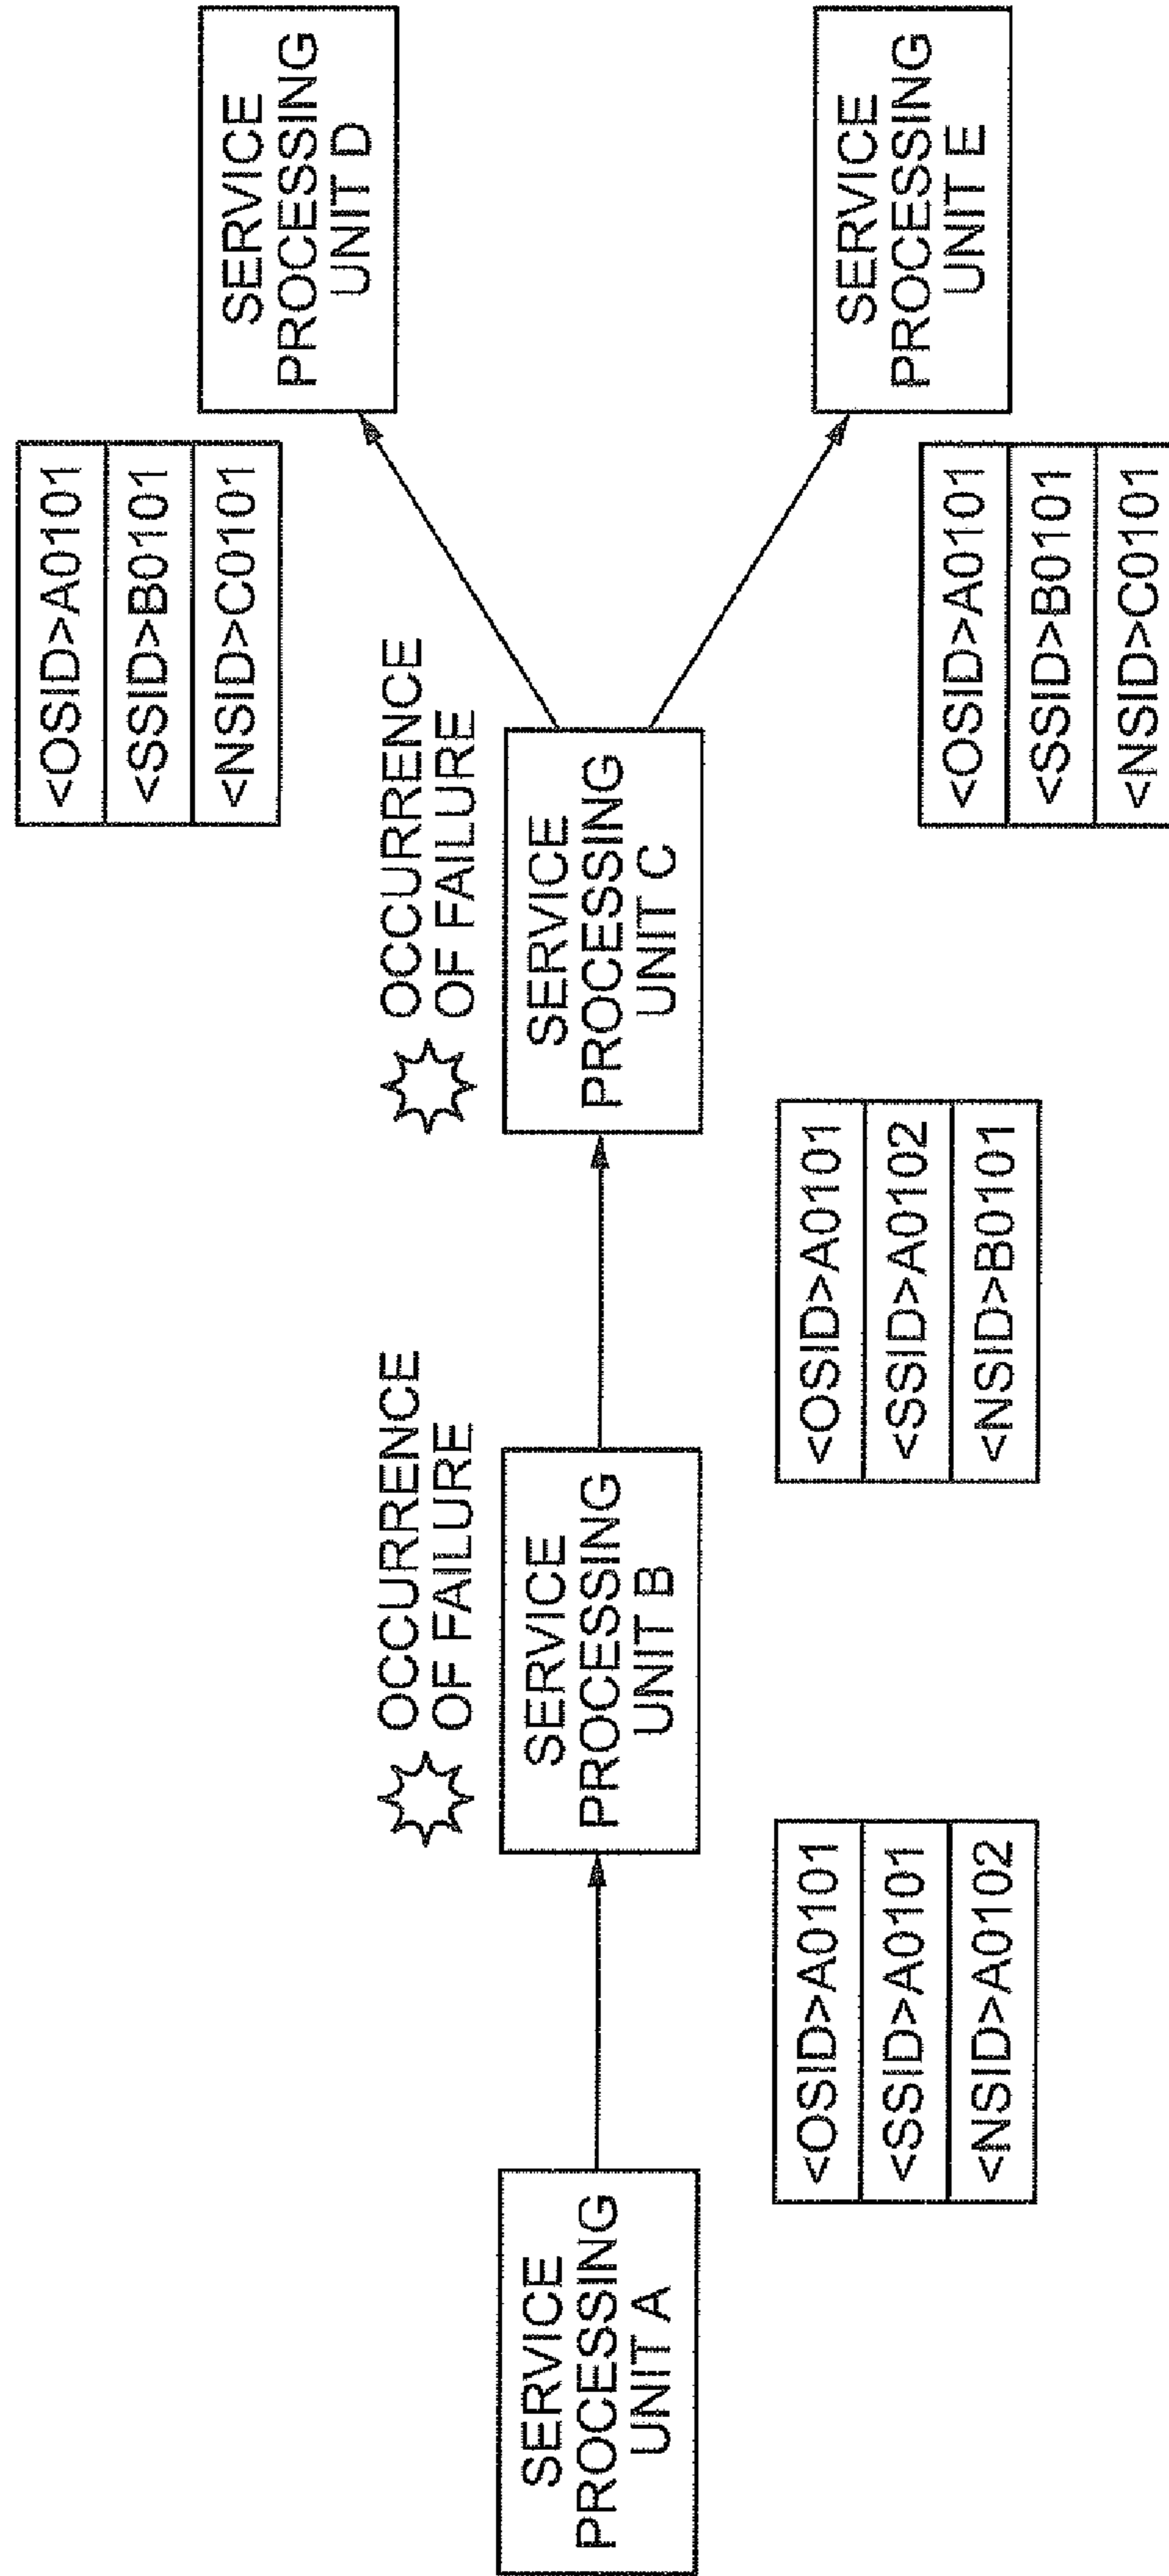 SERVICE
PROCESSING
UNIT A
<OSID>A0101
<SSID>A0101
<NSID>A0102
OCCURRENCE
OF FAILURE
SERVICE
PROCESSING
UNIT B
<OSID>A0101
<SSID>A0102
<NSID>B0101
OCCURRENCE
OF FAILURE
SERVICE
PROCESSING
UNIT C
<OSID>A0101
<SSID>B0101
<NSID>C0101
SERVICE
PROCESSING
UNIT D
<OSID>A0101
<SSID>B0101
<NSID>C0101
SERVICE
PROCESSING
UNIT E